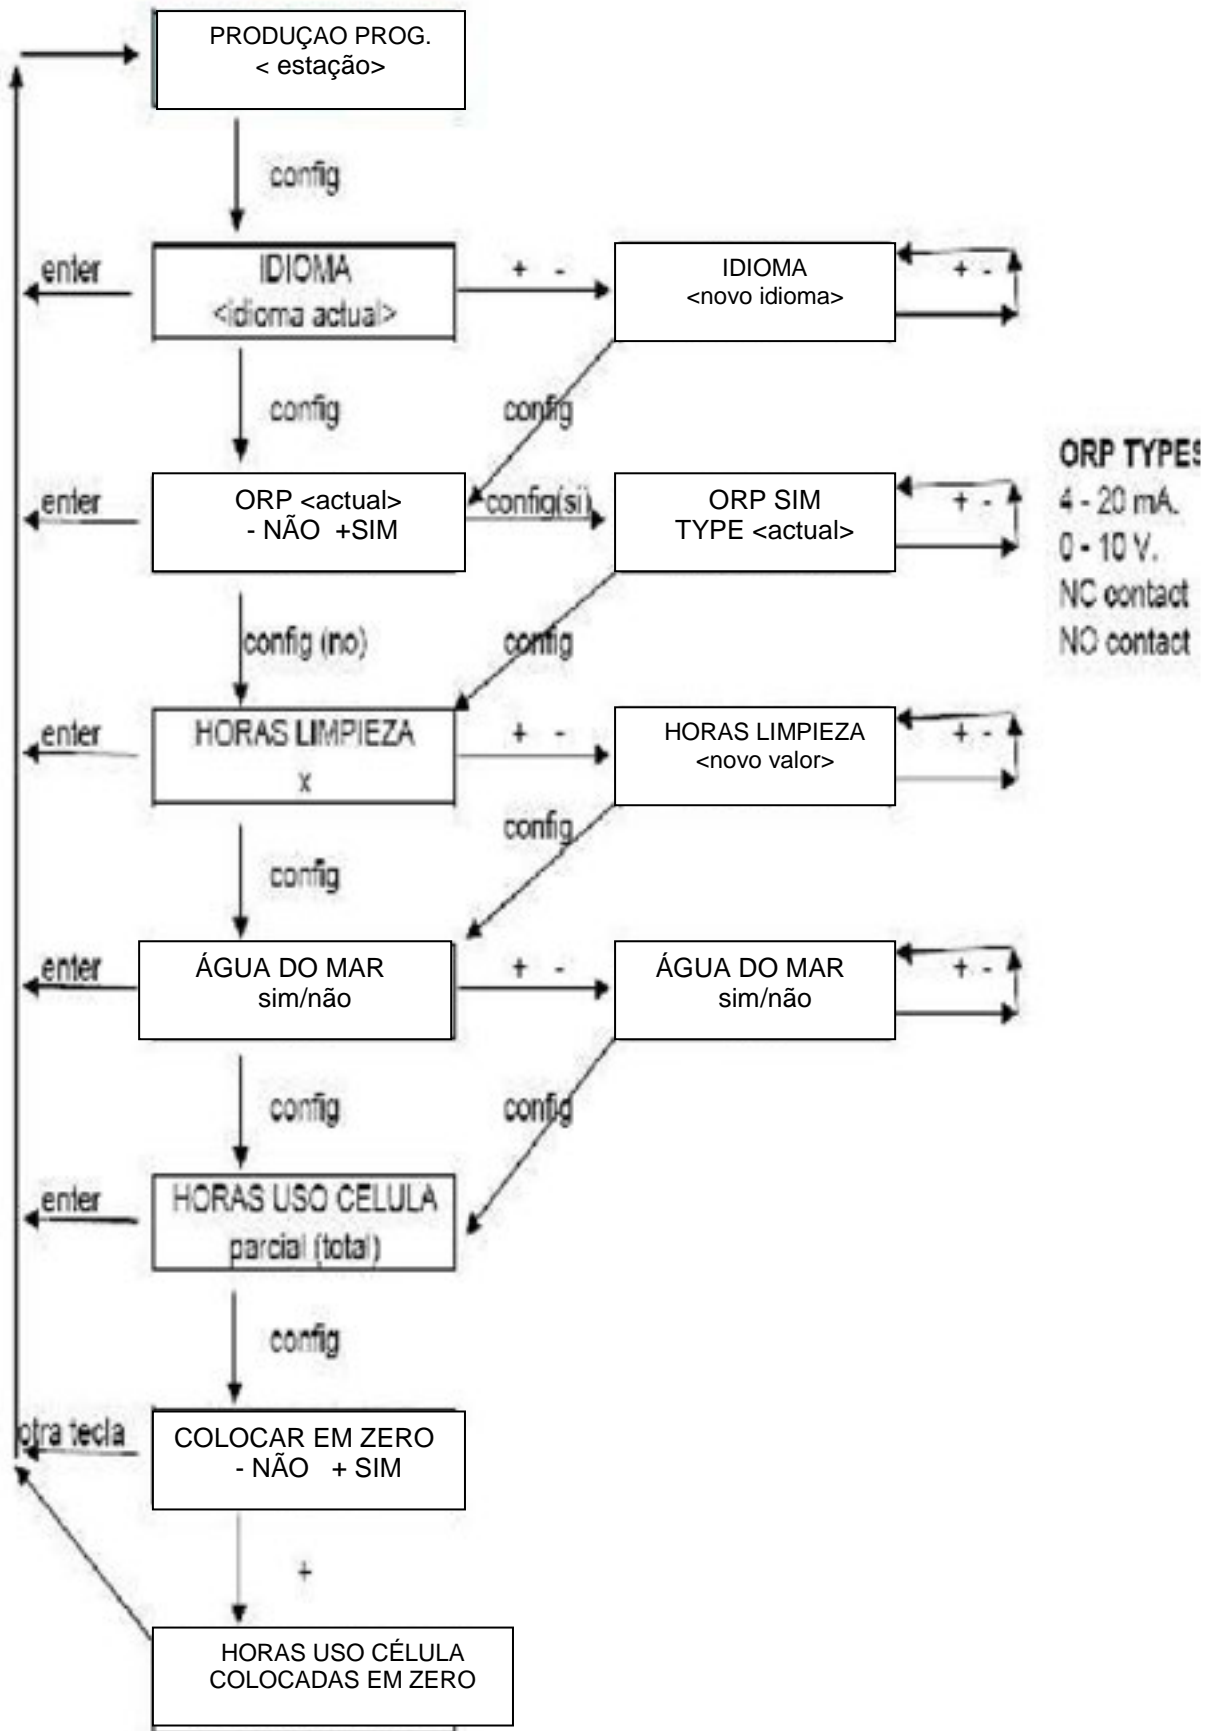 PRODUÇAO PROG.
< estação>
config
enter
IDIOMA
<idioma actual>
+ -
IDIOMA
<novo idioma>
+ -
config
config
enter
ORP <actual>
- NÃO +SIM
config(si)
ORP SIM
TYPE <actual>
+ -
ORP TYPES
4 - 20 mA.
0 - 10 V.
NC contact
NO contact
config (no)
config
enter
HORAS LIMPIEZA
x
+ -
HORAS LIMPIEZA
<novo valor>
+ -
config
config
enter
ÁGUA DO MAR
sim/não
+ -
ÁGUA DO MAR
sim/não
+ -
config
config
enter
HORAS USO CELULA
parcial (total)
config
otra tecla
COLOCAR EM ZERO
- NÃO + SIM
+
HORAS USO CÉLULA
COLOCADAS EM ZERO